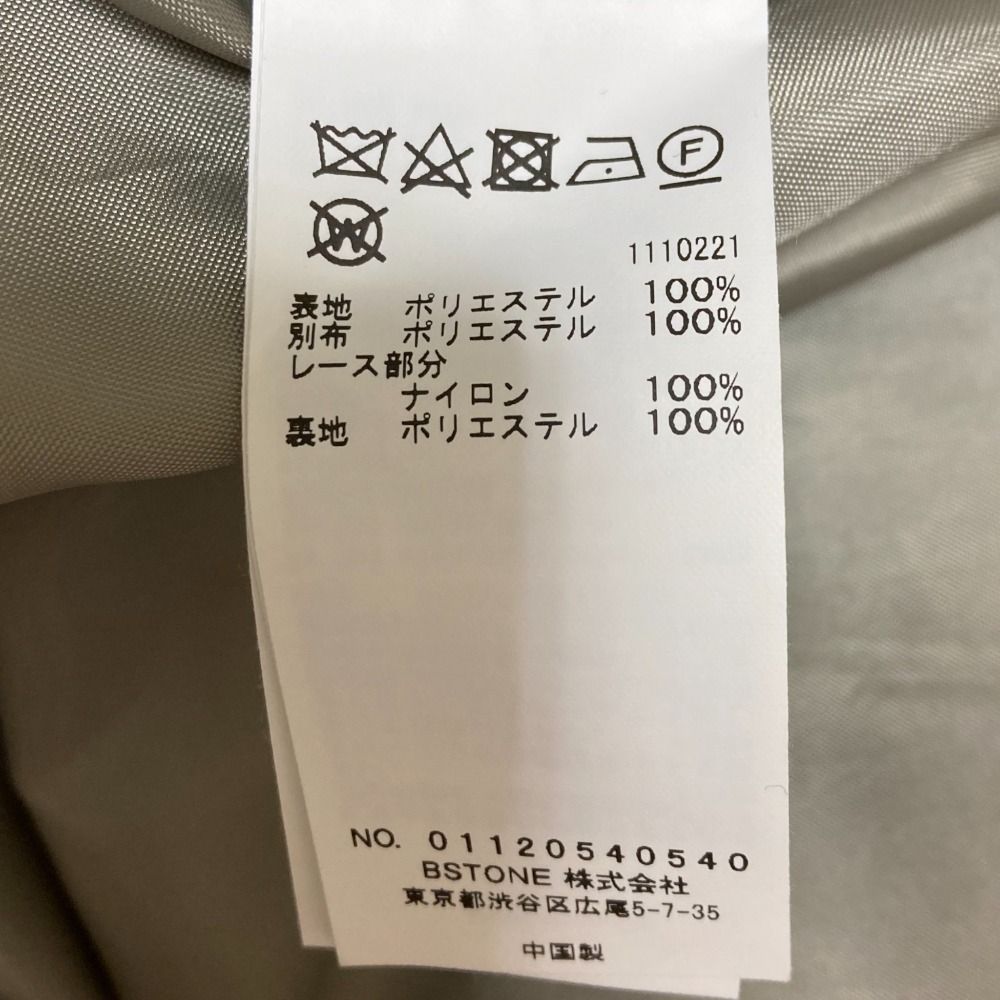 F
W
1110221
表地 ポリエステル 100%
別布 ポリエステル 100%
レース部分
ナイロン 100%
裏地 ポリエステル 100%
NO. 01120540540
BSTONE 株式会社
東京都渋谷区広尾5-7-35
中国製